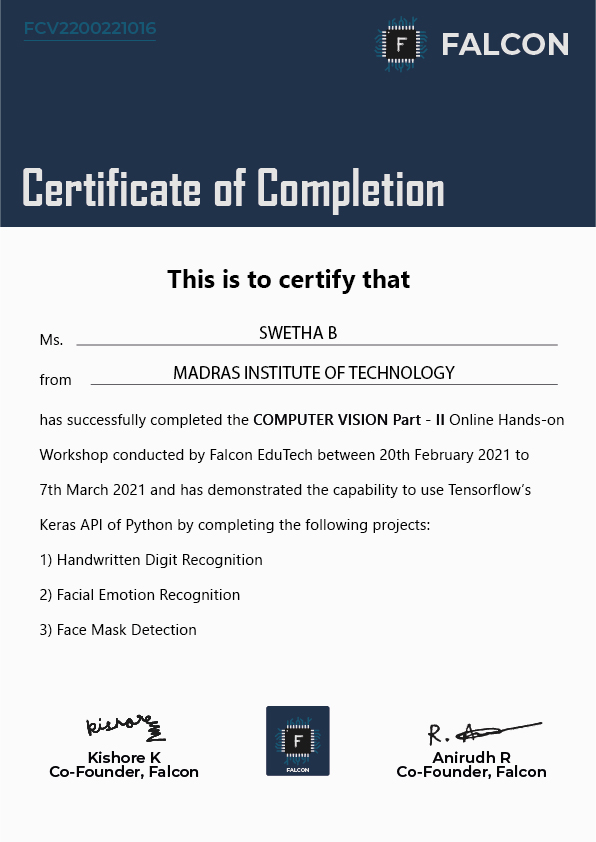 FCV2200221016
F FALCON
Certificate of Completion
This is to certify that
Ms. SWETHA B
from MADRAS INSTITUTE OF TECHNOLOGY
has successfully completed the COMPUTER VISION Part - II Online Hands-on
Workshop conducted by Falcon EduTech between 20th February 2021 to
7th March 2021 and has demonstrated the capability to use Tensorflow's
Keras API of Python by completing the following projects:
1) Handwritten Digit Recognition
2) Facial Emotion Recognition
3) Face Mask Detection
kishore
R. A
F
FALCON
Kishore K
Co-Founder, Falcon
Anirudh R
Co-Founder, Falcon